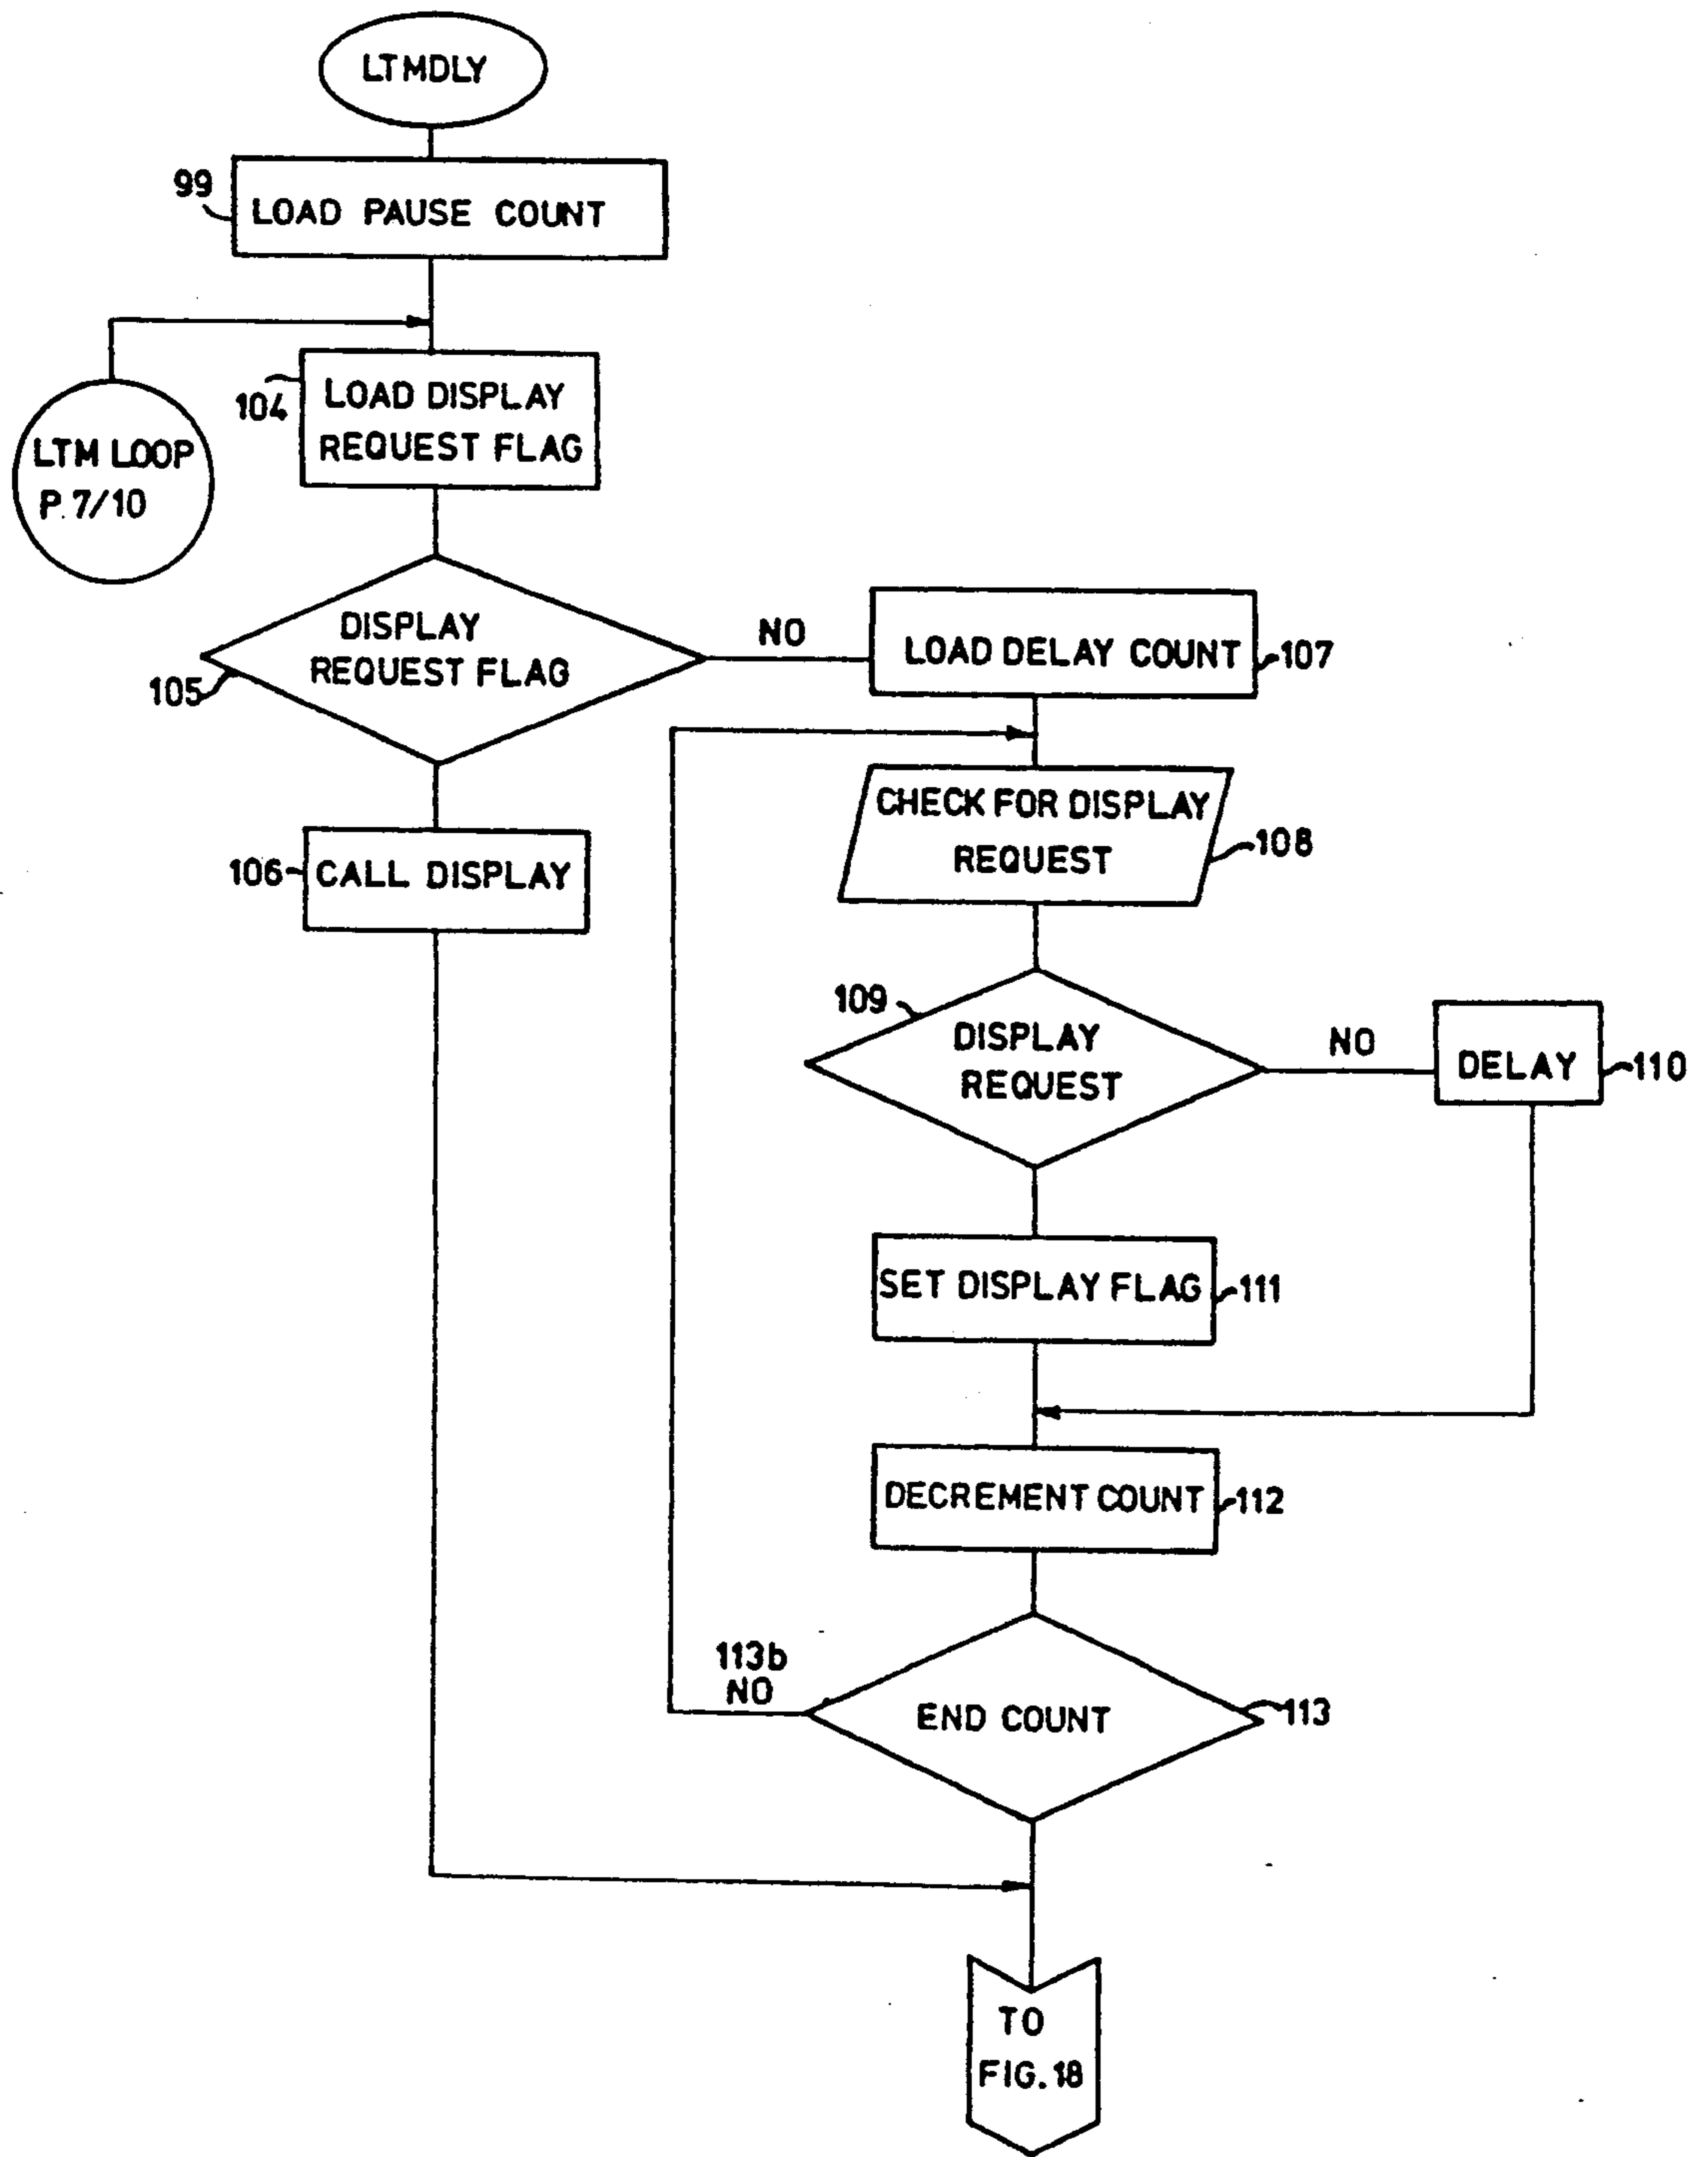 LTMDLY
99
LOAD PAUSE COUNT
104
LOAD DISPLAY
REQUEST FLAG
LTM LOOP
P.7/10
DISPLAY
REQUEST FLAG
105
NO
LOAD DELAY COUNT
107
CHECK FOR DISPLAY
REQUEST
108
106
CALL DISPLAY
109
DISPLAY
REQUEST
NO
DELAY
110
SET DISPLAY FLAG
111
DECREMENT COUNT
112
113b
NO
END COUNT
113
TO
FIG.18